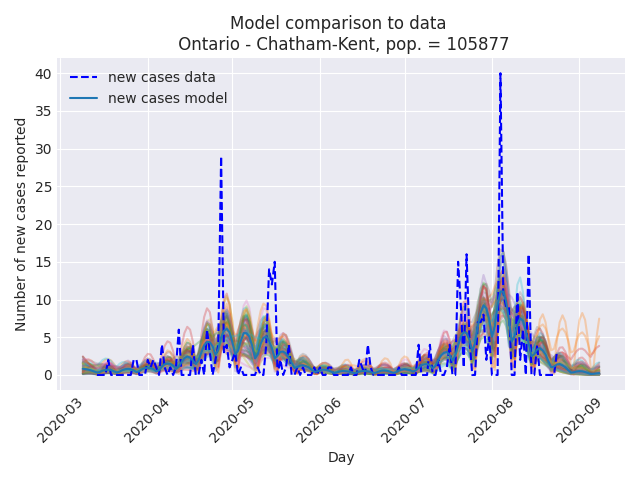 Model comparison to data
Ontario - Chatham-Kent, pop. = 105877
Number of new cases reported
40
35
30
25
20
15
10
5
0
new cases data
new cases model
2020-03
2020-04
2020-05
2020-06
2020-07
2020-08
2020-09
Day